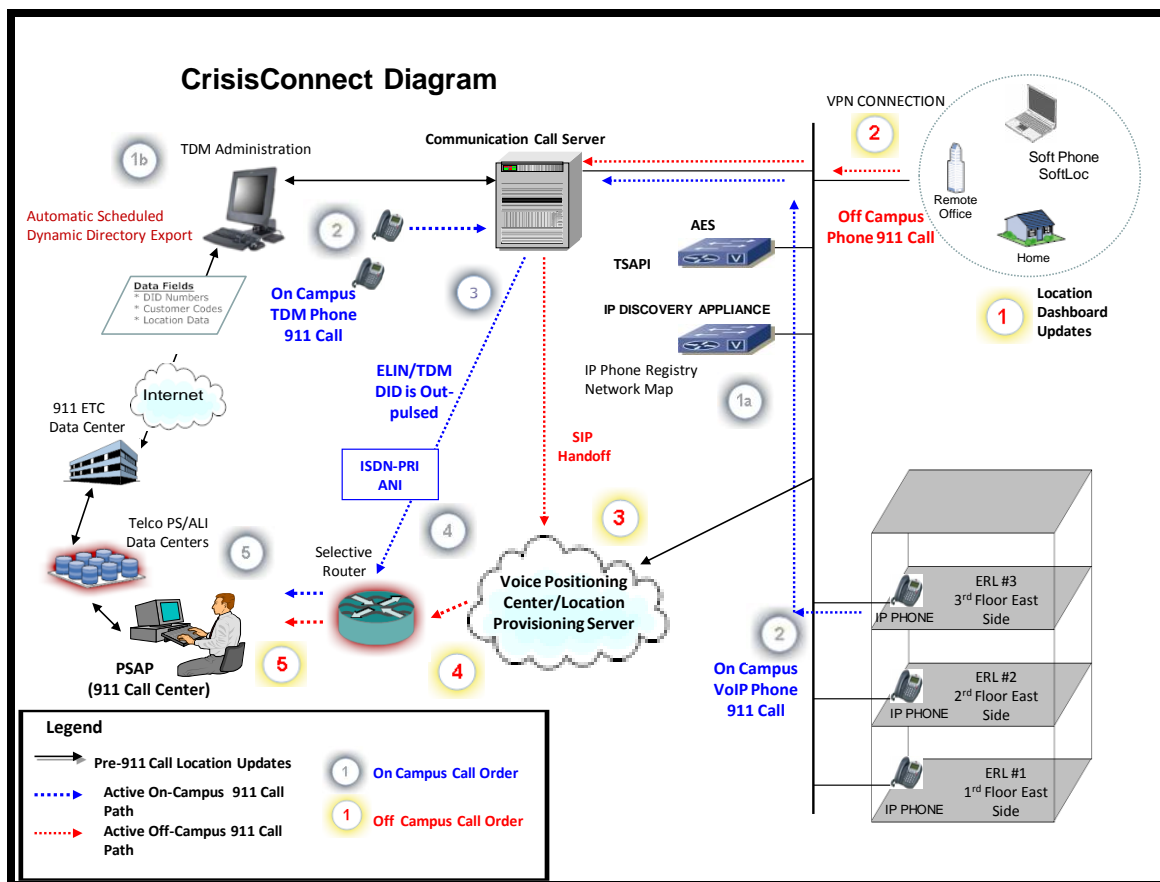 CrisisConnect Diagram
VPN CONNECTION
2
Communication Call Server
1b
TDM Administration
Soft Phone
SoftLoc
Remote
Office
Home
Automatic Scheduled
Dynamic Directory Export
2
Off Campus
Phone 911 Call
AES
TSAPI
V
Data Fields
* DID Numbers
* Customer Codes
* Location Data
On Campus
TDM Phone
911 Call
3
IP DISCOVERY APPLIANCE
V
1
Location
Dashboard
Updates
IP Phone Registry
Network Map
1a
ELIN/TDM
DID is Out-
pulsed
Internet
911 ETC
Data Center
SIP
Handoff
ISDN-PRI
ANI
3
4
Telco PS/ALI
Data Centers
5
Selective
Router
Voice Positioning
Center/Location
Provisioning Server
ERL #3
3rd Floor East
Side
IP PHONE
2
On Campus
VoIP Phone
911 Call
PSAP
(911 Call Center)
5
4
ERL #2
2rd Floor East
Side
IP PHONE
ERL #1
1rd Floor East
Side
IP PHONE
Legend
Pre-911 Call Location Updates
Active On-Campus 911 Call
Path
Active Off-Campus 911 Call
Path
1
On Campus Call Order
1
Off Campus Call Order